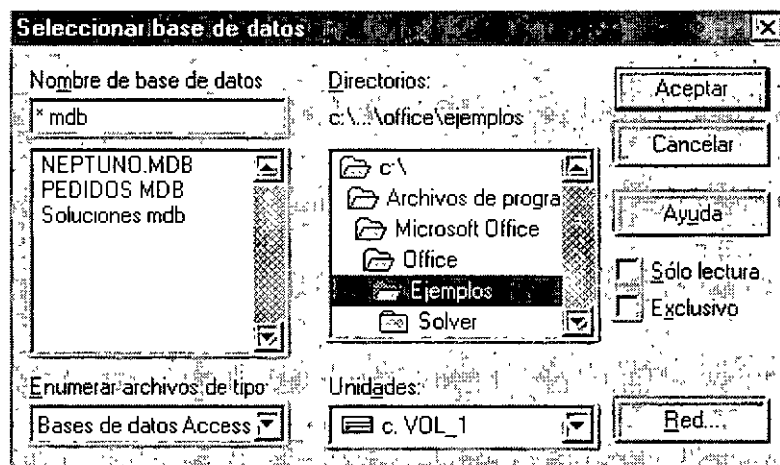 Seleccionar base de datos
Nombre de base de datos
* mdb
NEPTUNO.MDB
PEDIDOS MDB
Soluciones mdb
Enumerar archivos de tipo
Bases de datos Access
Directorios:
c:\...\office\ejemplos
c:\
Archivos de progra
Microsoft Office
Office
Ejemplos
Solver
Unidades:
c. VOL_1
Aceptar
Cancelar
Ayuda
Sólo lectura
Exclusivo
Red...